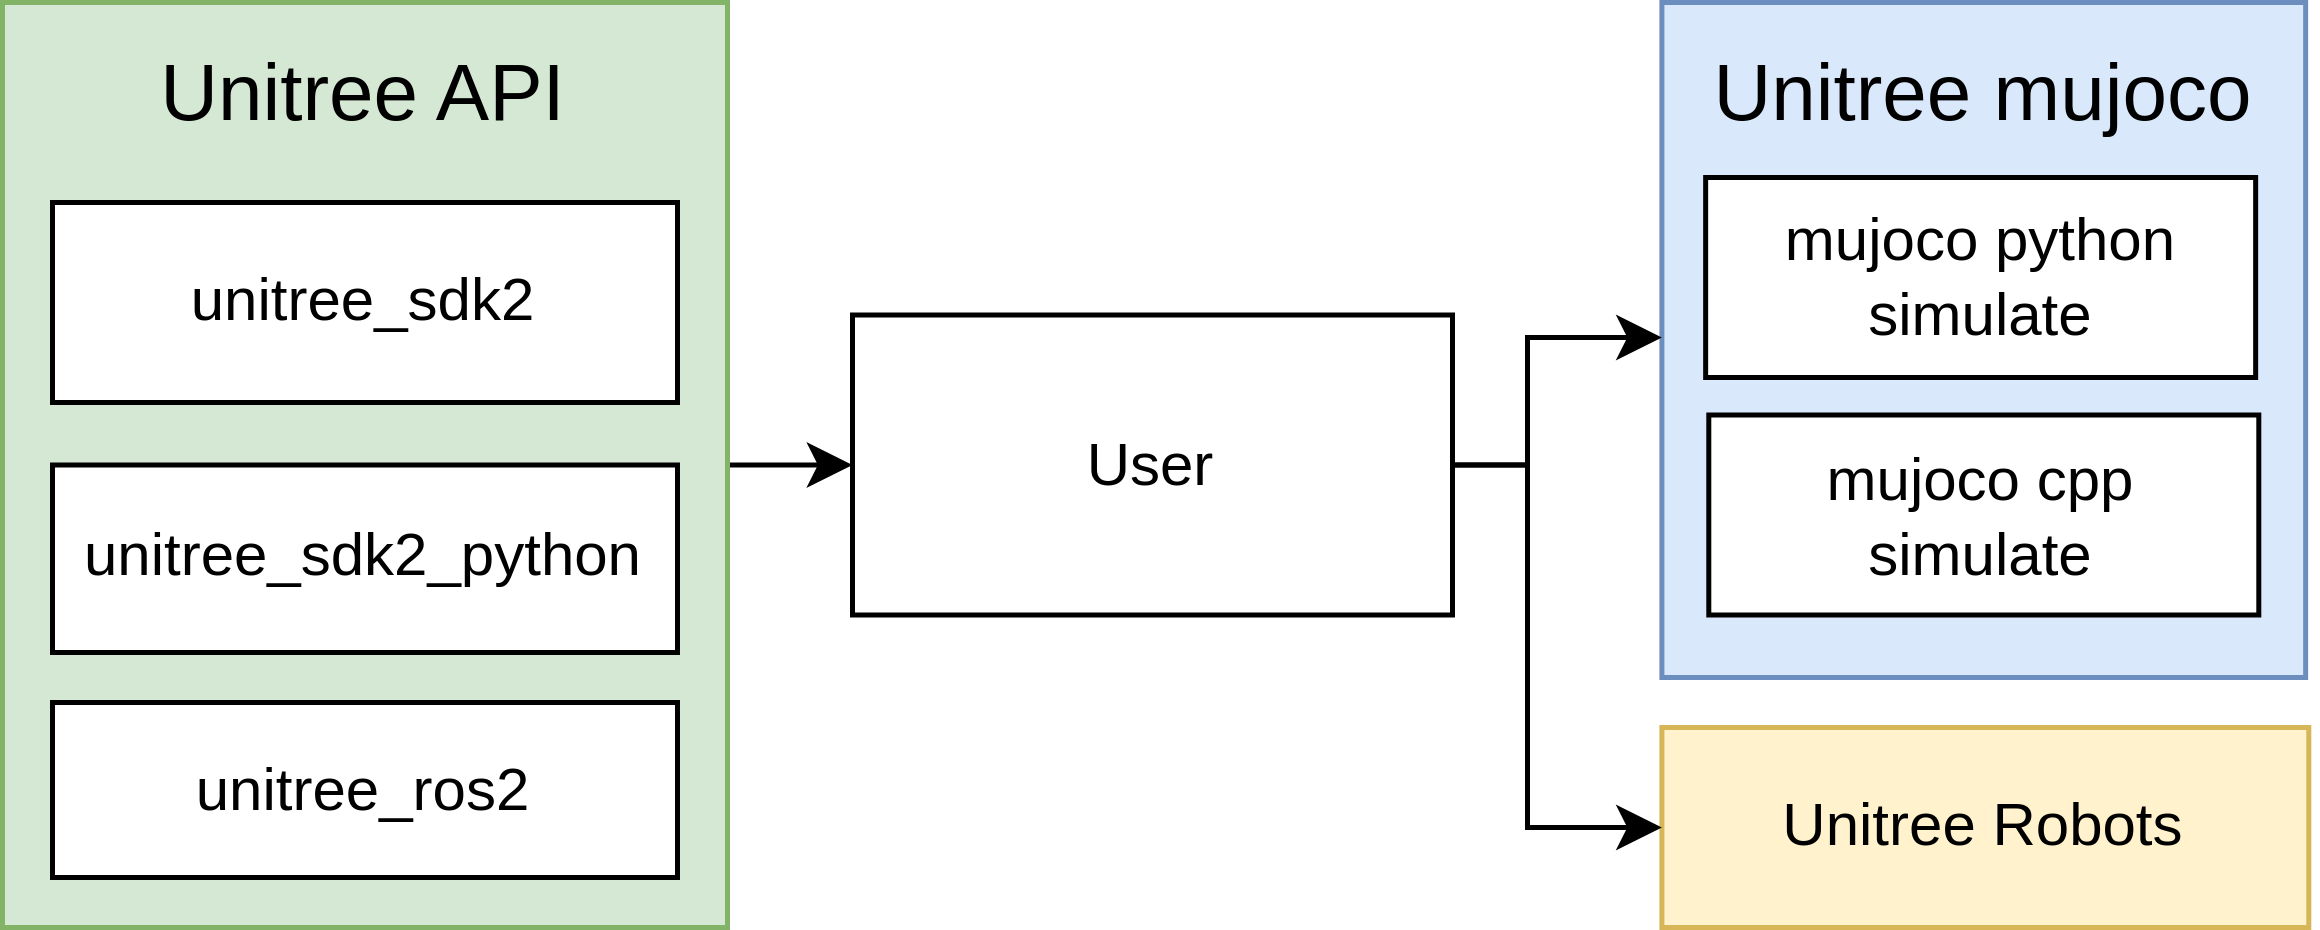 Unitree API
unitree_sdk2
unitree_sdk2_python
unitree_ros2
User
Unitree mujoco
mujoco python
simulate
mujoco cpp
simulate
Unitree Robots